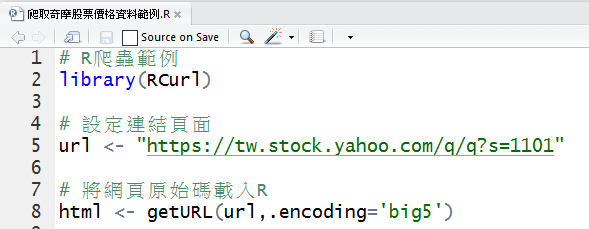 爬取奇摩股票價格資料範例.R
Source on Save
1 # R爬蟲範例
2 library(RCurl)
3
4 # 設定連結頁面
5 url <- "https://tw.stock.yahoo.com/q/q?s=1101"
6
7 # 將網頁原始碼載入R
8 html <- getURL(url,.encoding='big5')